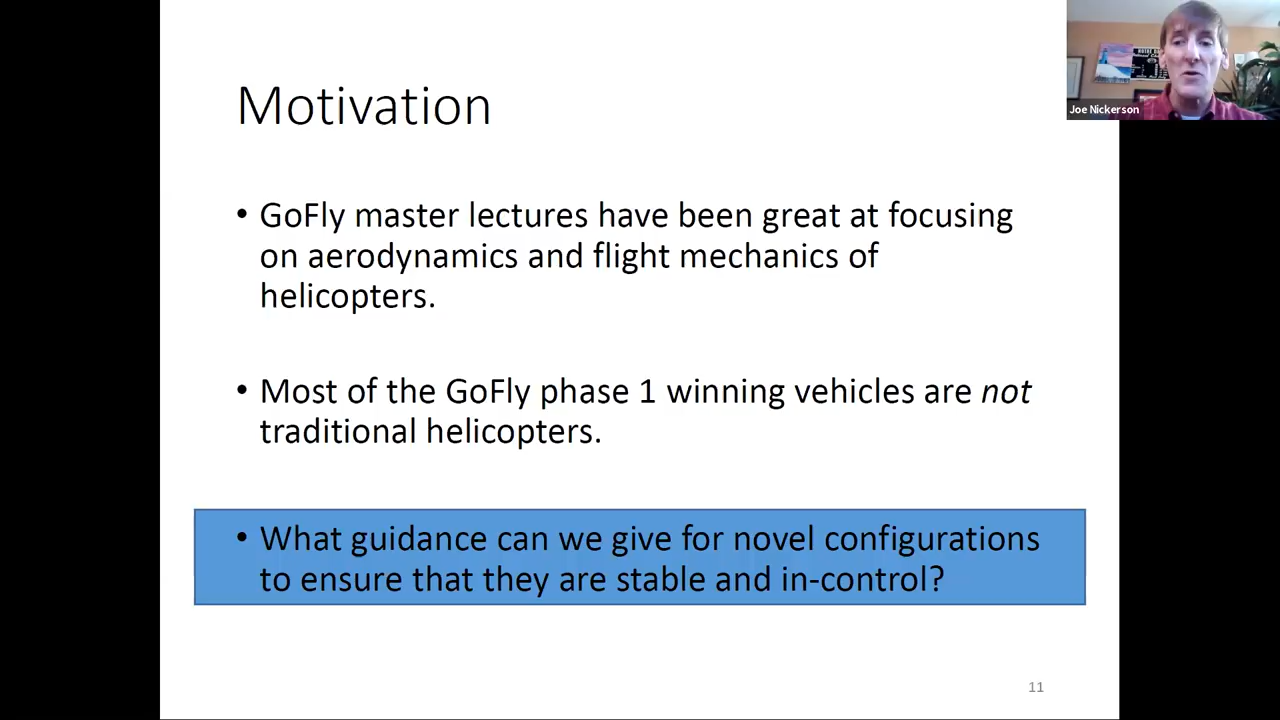 Motivation
• GoFly master lectures have been great at focusing
on aerodynamics and flight mechanics of
helicopters.
• Most of the GoFly phase 1 winning vehicles are not
traditional helicopters.
• What guidance can we give for novel configurations
to ensure that they are stable and in-control?
11
Joe Nickerson